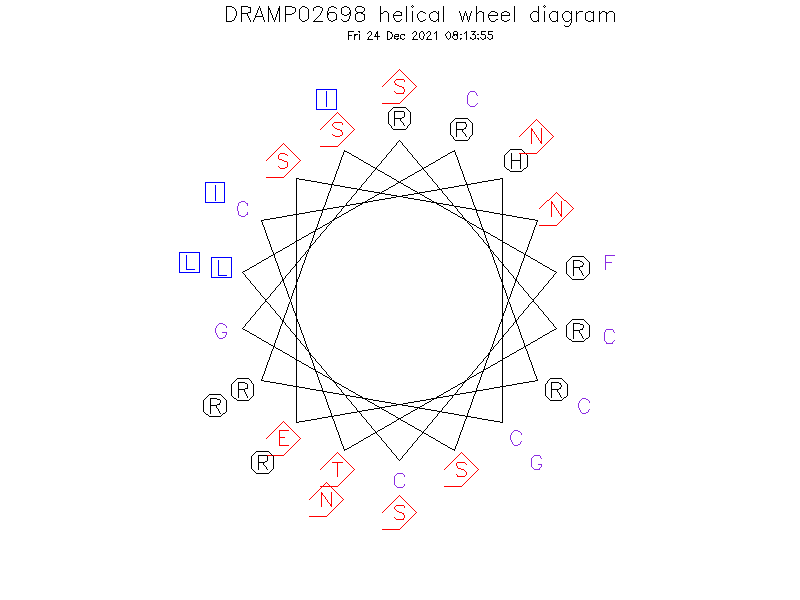 DRAMP02698 helical wheel diagram
Fri 24 Dec 2021 08:13:55
S
I C
R
S R N
S H
I C N
L L R F
G R C
R R R C
E C
R T S G
C
N S